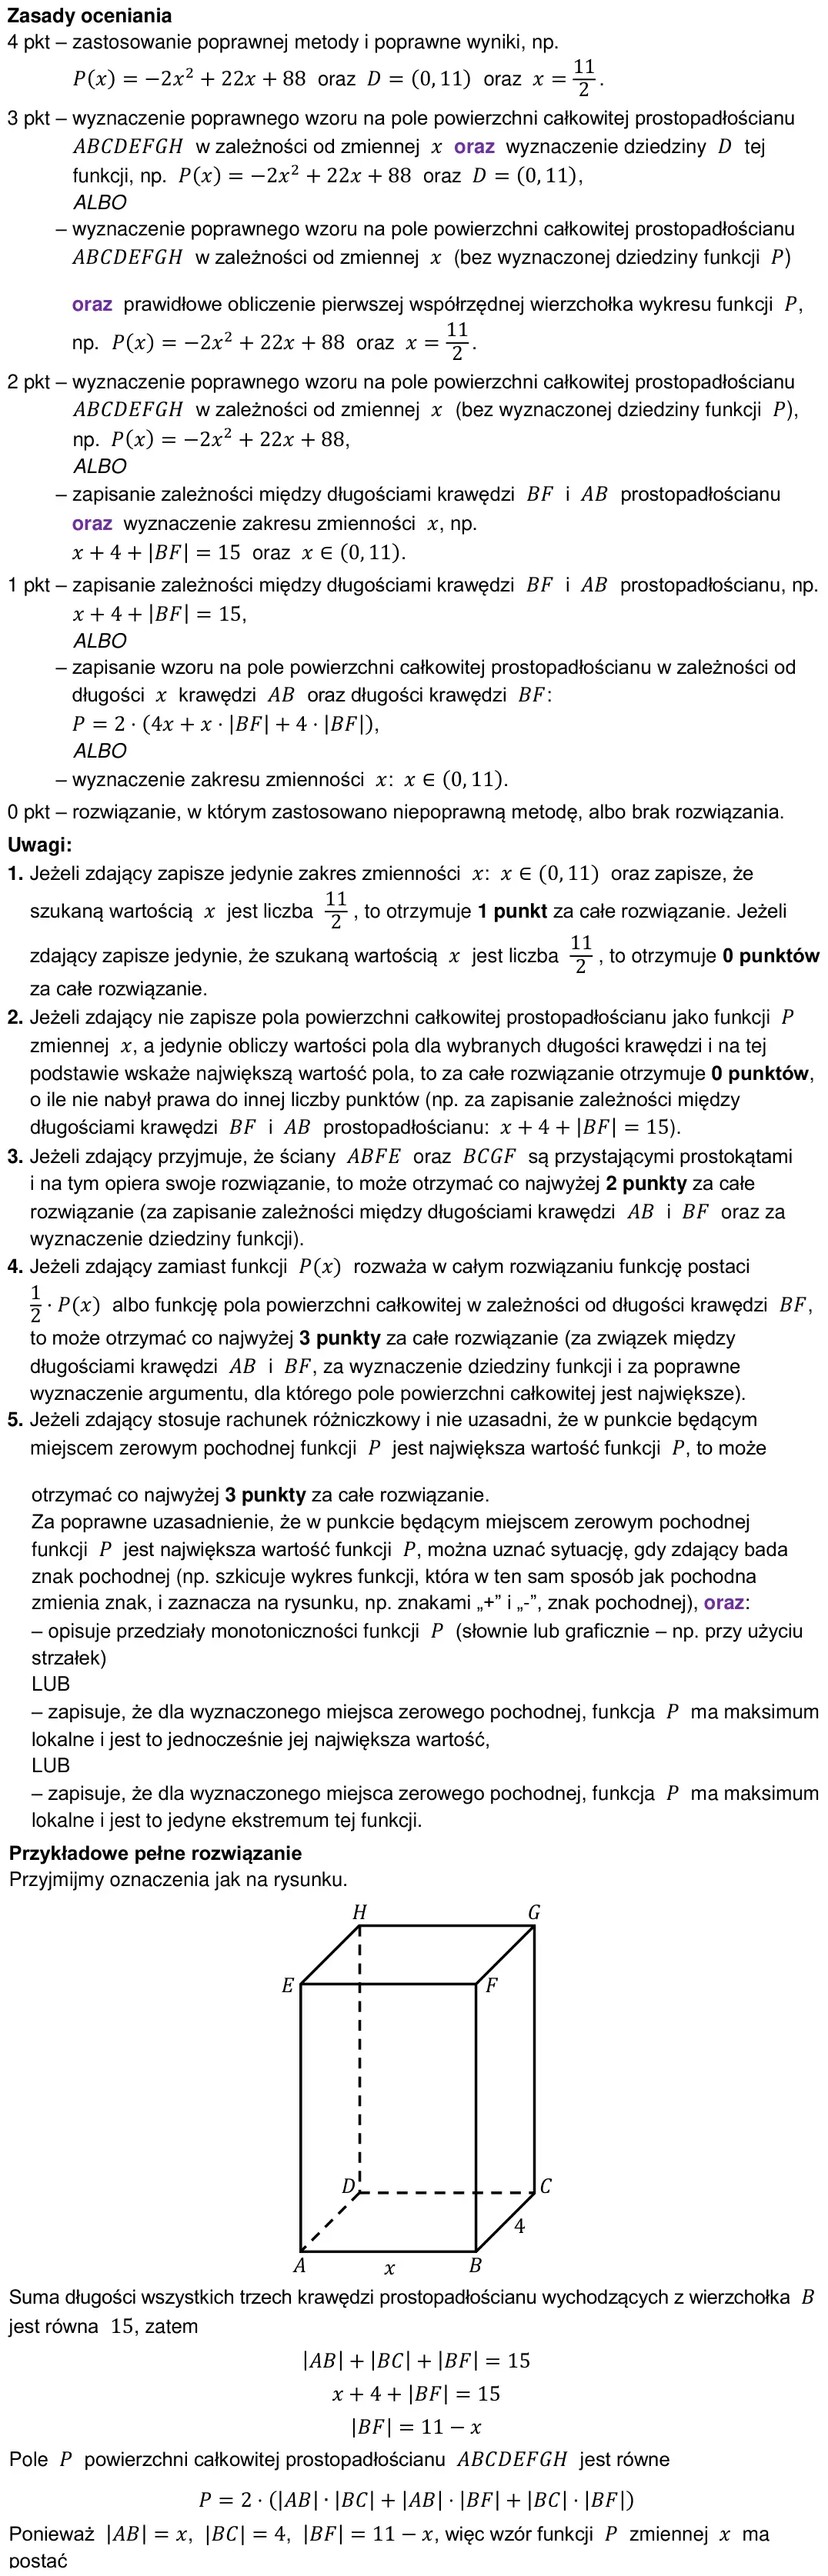 Zasady oceniania
4 pkt – zastosowanie poprawnej metody i poprawne wyniki, np.
P(x) = −2x² + 22x + 88 oraz D = (0, 11) oraz x = 11/2.
3 pkt – wyznaczenie poprawnego wzoru na pole powierzchni całkowitej prostopadłościanu
ABCDEFGH w zależności od zmiennej x oraz wyznaczenie dziedziny D tej
funkcji, np. P(x) = −2x² + 22x + 88 oraz D = (0, 11),
ALBO
– wyznaczenie poprawnego wzoru na pole powierzchni całkowitej prostopadłościanu
ABCDEFGH w zależności od zmiennej x (bez wyznaczonej dziedziny funkcji P)
oraz prawidłowe obliczenie pierwszej współrzędnej wierzchołka wykresu funkcji P,
np. P(x) = −2x² + 22x + 88 oraz x = 11/2.
2 pkt – wyznaczenie poprawnego wzoru na pole powierzchni całkowitej prostopadłościanu
ABCDEFGH w zależności od zmiennej x (bez wyznaczonej dziedziny funkcji P),
np. P(x) = −2x² + 22x + 88,
ALBO
– zapisanie zależności między długościami krawędzi BF i AB prostopadłościanu
oraz wyznaczenie zakresu zmienności x, np.
x + 4 + |BF| = 15 oraz x ∈ (0, 11).
1 pkt – zapisanie zależności między długościami krawędzi BF i AB prostopadłościanu, np.
x + 4 + |BF| = 15,
ALBO
– zapisanie wzoru na pole powierzchni całkowitej prostopadłościanu w zależności od
długości x krawędzi AB oraz długości krawędzi BF:
P = 2 · (4x + x · |BF| + 4 · |BF|),
ALBO
– wyznaczenie zakresu zmienności x: x ∈ (0, 11).
0 pkt – rozwiązanie, w którym zastosowano niepoprawną metodę, albo brak rozwiązania.
Uwagi:
1. Jeżeli zdający zapisze jedynie zakres zmienności x: x ∈ (0, 11) oraz zapisze, że
szukaną wartością x jest liczba 11/2 , to otrzymuje 1 punkt za całe rozwiązanie. Jeżeli
zdający zapisze jedynie, że szukaną wartością x jest liczba 11/2 , to otrzymuje 0 punktów
za całe rozwiązanie.
2. Jeżeli zdający nie zapisze pola powierzchni całkowitej prostopadłościanu jako funkcji P
zmiennej x, a jedynie obliczy wartości pola dla wybranych długości krawędzi i na tej
podstawie wskaże największą wartość pola, to za całe rozwiązanie otrzymuje 0 punktów,
o ile nie nabył prawa do innej liczby punktów (np. za zapisanie zależności między
długościami krawędzi BF i AB prostopadłościanu: x + 4 + |BF| = 15).
3. Jeżeli zdający przyjmuje, że ściany ABFE oraz BCGF są przystającymi prostokątami
i na tym opiera swoje rozwiązanie, to może otrzymać co najwyżej 2 punkty za całe
rozwiązanie (za zapisanie zależności między długościami krawędzi AB i BF oraz za
wyznaczenie dziedziny funkcji).
4. Jeżeli zdający zamiast funkcji P(x) rozważa w całym rozwiązaniu funkcję postaci
1/2 · P(x) albo funkcję pola powierzchni całkowitej w zależności od długości krawędzi BF,
to może otrzymać co najwyżej 3 punkty za całe rozwiązanie (za związek między
długościami krawędzi AB i BF, za wyznaczenie dziedziny funkcji i za poprawne
wyznaczenie argumentu, dla którego pole powierzchni całkowitej jest największe).
5. Jeżeli zdający stosuje rachunek różniczkowy i nie uzasadni, że w punkcie będącym
miejscem zerowym pochodnej funkcji P jest największa wartość funkcji P, to może
otrzymać co najwyżej 3 punkty za całe rozwiązanie.
Za poprawne uzasadnienie, że w punkcie będącym miejscem zerowym pochodnej
funkcji P jest największa wartość funkcji P, można uznać sytuację, gdy zdający bada
znak pochodnej (np. szkicuje wykres funkcji, która w ten sam sposób jak pochodna
zmienia znak, i zaznacza na rysunku, np. znakami „+” i „-”, znak pochodnej), oraz:
– opisuje przedziały monotoniczności funkcji P (słownie lub graficznie – np. przy użyciu
strzałek)
LUB
– zapisuje, że dla wyznaczonego miejsca zerowego pochodnej, funkcja P ma maksimum
lokalne i jest to jednocześnie jej największa wartość,
LUB
– zapisuje, że dla wyznaczonego miejsca zerowego pochodnej, funkcja P ma maksimum
lokalne i jest to jedyne ekstremum tej funkcji.
Przykładowe pełne rozwiązanie
Przyjmijmy oznaczenia jak na rysunku.
H G
E F
D C
4
A x B
Suma długości wszystkich trzech krawędzi prostopadłościanu wychodzących z wierzchołka B
jest równa 15, zatem
|AB| + |BC| + |BF| = 15
x + 4 + |BF| = 15
|BF| = 11 − x
Pole P powierzchni całkowitej prostopadłościanu ABCDEFGH jest równe
P = 2 · (|AB| · |BC| + |AB| · |BF| + |BC| · |BF|)
Ponieważ |AB| = x, |BC| = 4, |BF| = 11 − x, więc wzór funkcji P zmiennej x ma
postać